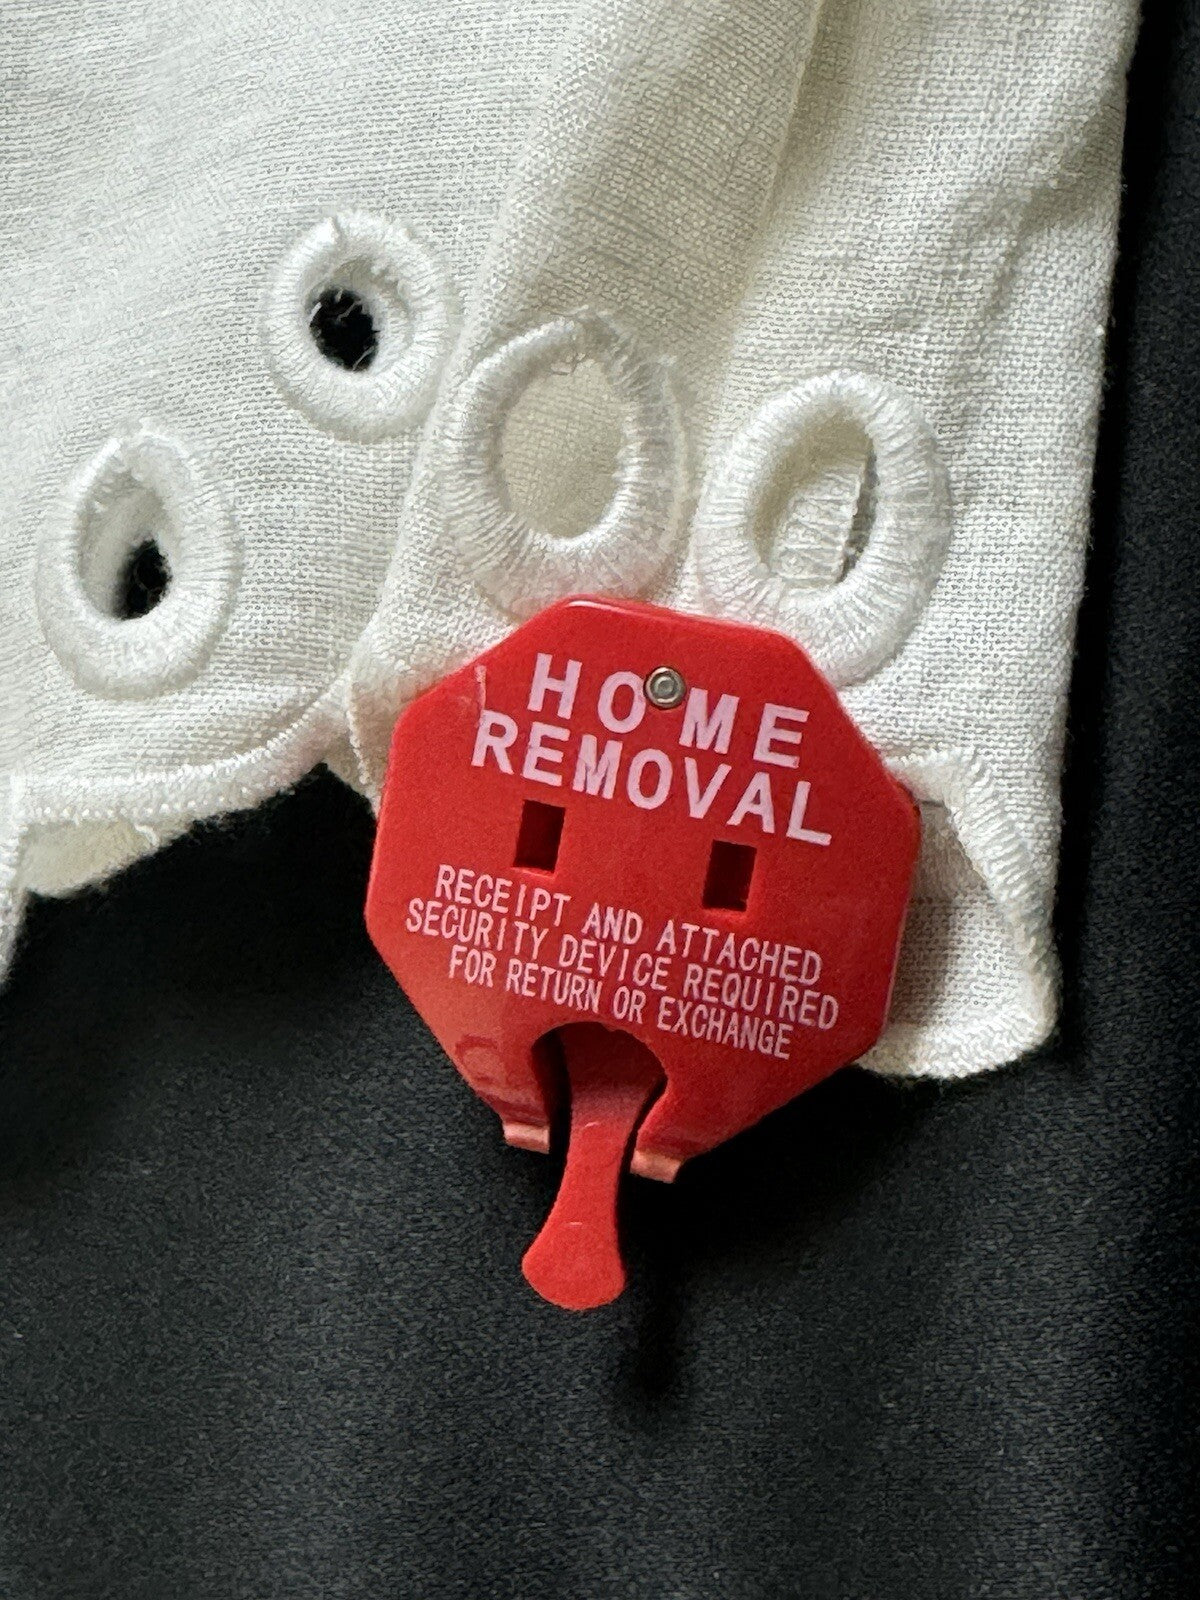 HOME
REMOVAL
RECEIPT AND ATTACHED
SECURITY DEVICE REQUIRED
FOR RETURN OR EXCHANGE